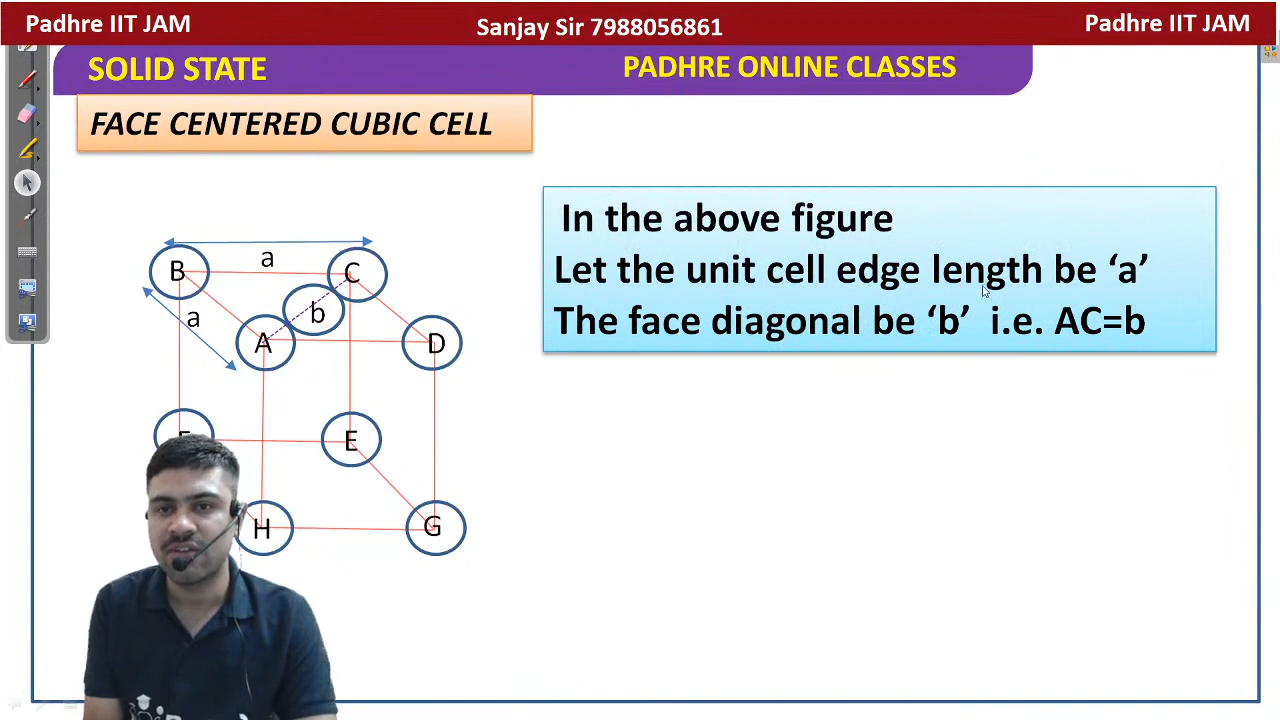 Padhre IIT JAM
Sanjay Sir 7988056861
Padhre IIT JAM
SOLID STATE
PADHRE ONLINE CLASSES
FACE CENTERED CUBIC CELL
In the above figure
Let the unit cell edge length be ‘a’
The face diagonal be ‘b’ i.e. AC=b
a
B
C
a
b
A
D
E
H
G